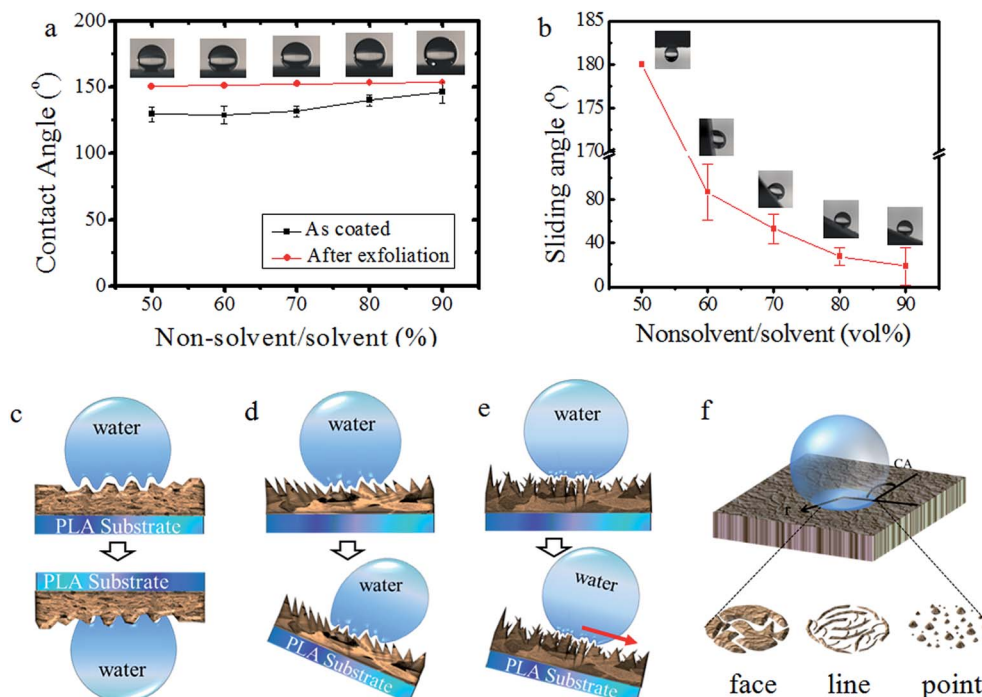 a
200
150
100
50
0
Contact Angle (°)
As coated
After exfoliation
50 60 70 80 90
Non-solvent/solvent (%)
b
185
180
175
170
80
40
0
Sliding angle (°)
50 60 70 80 90
Nonsolvent/solvent (vol%)
c
water
PLA Substrate
PLA Substrate
water
d
water
water
e
water
water
PLA Substrate
f
CA
r
face line point